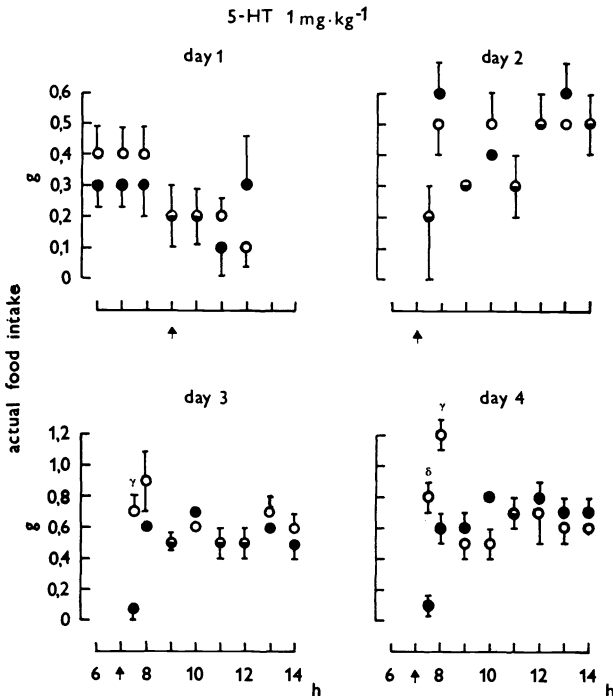 5-HT 1 mg·kg⁻¹
day 1
day 2
0,6
0,5
0,4
0,3
0,2
0,1
0
g
actual food intake
day 3
day 4
1,2
1,0
0,8
0,6
0,4
0,2
0
g
γ
δ
γ
6 8 10 12 14 h
6 8 10 12 14 h